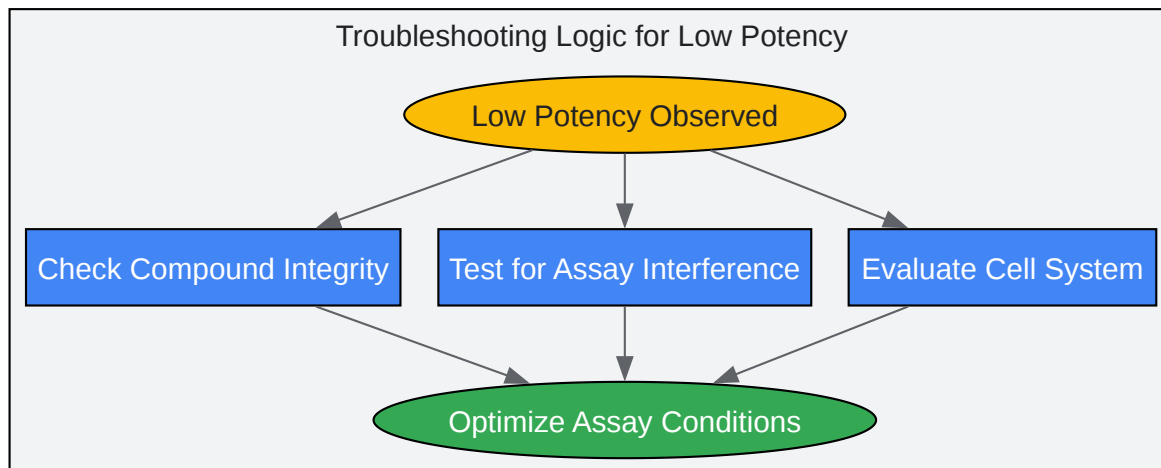 Troubleshooting Logic for Low Potency
Low Potency Observed
Check Compound Integrity
Test for Assay Interference
Evaluate Cell System
Optimize Assay Conditions